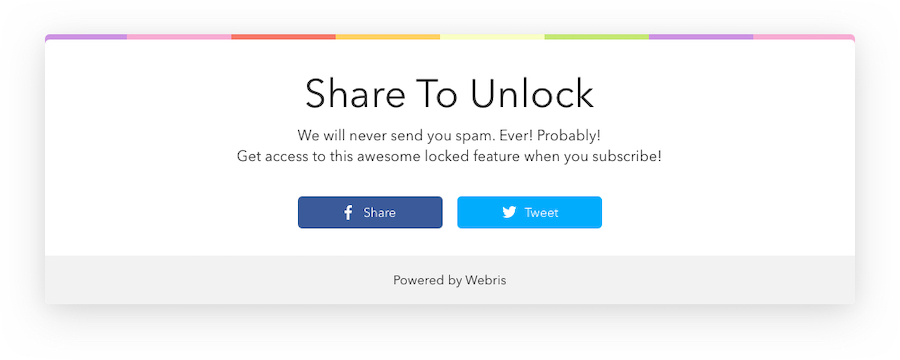 Share To Unlock
We will never send you spam. Ever! Probably!
Get access to this awesome locked feature when you subscribe!
Share
Tweet
Powered by Webris